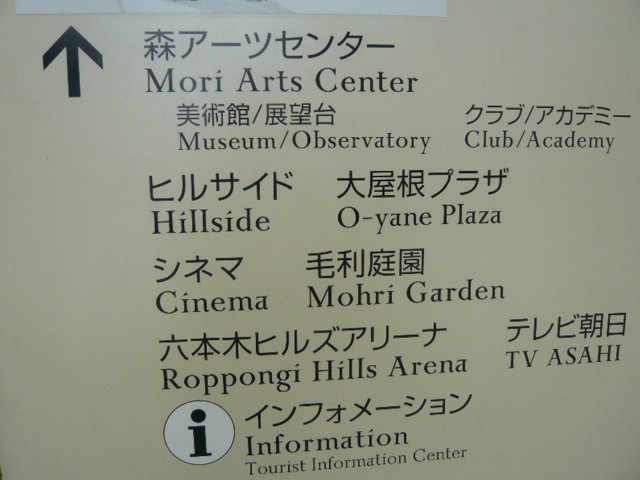 森アーツセンター
Mori Arts Center
美術館/展望台 クラブ/アカデミー
Museum/Observatory Club/Academy
ヒルサイド 大屋根プラザ
Hillside O-yane Plaza
シネマ 毛利庭園
Cinema Mohri Garden
六本木ヒルズアリーナ テレビ朝日
Roppongi Hills Arena TV ASAHI
i インフォメーション
Information
Tourist Information Center